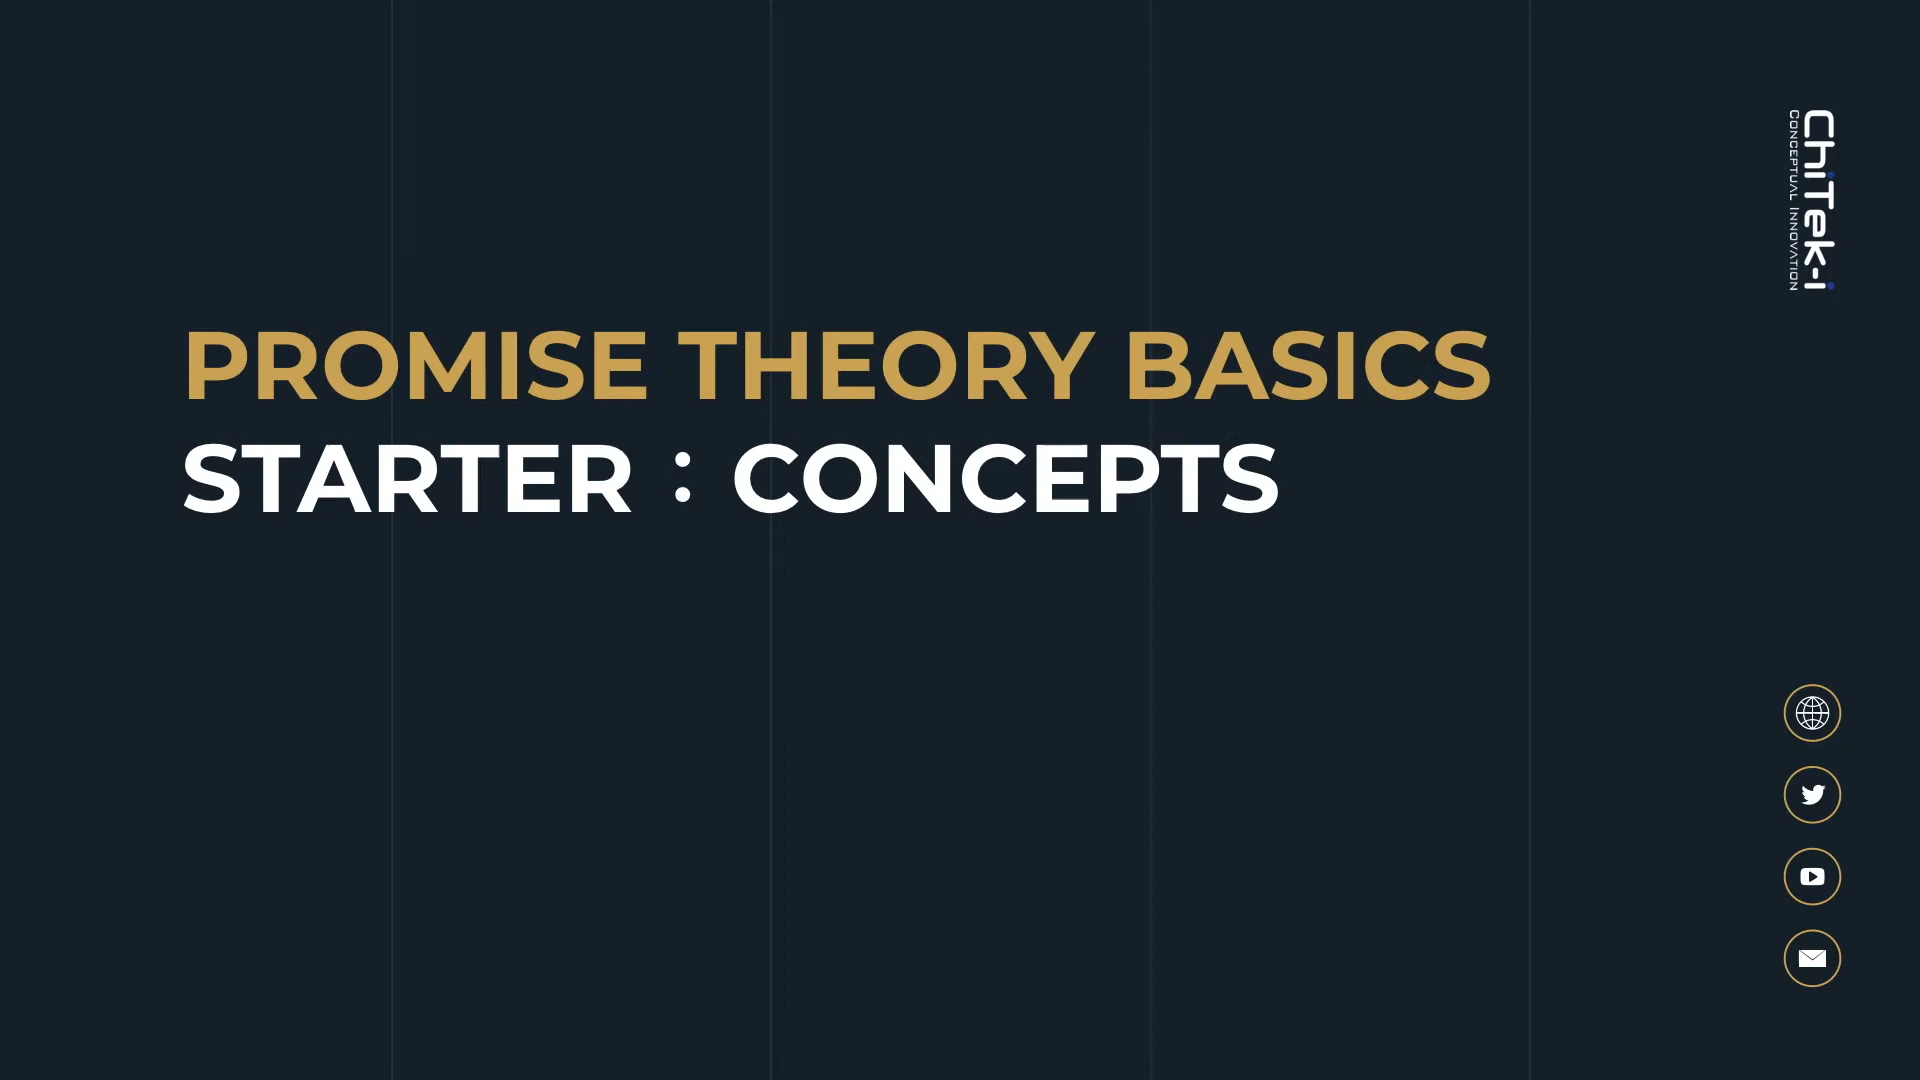 PROMISE THEORY BASICS
STARTER : CONCEPTS
ChiTek-i
CONCEPTUAL INNOVATION